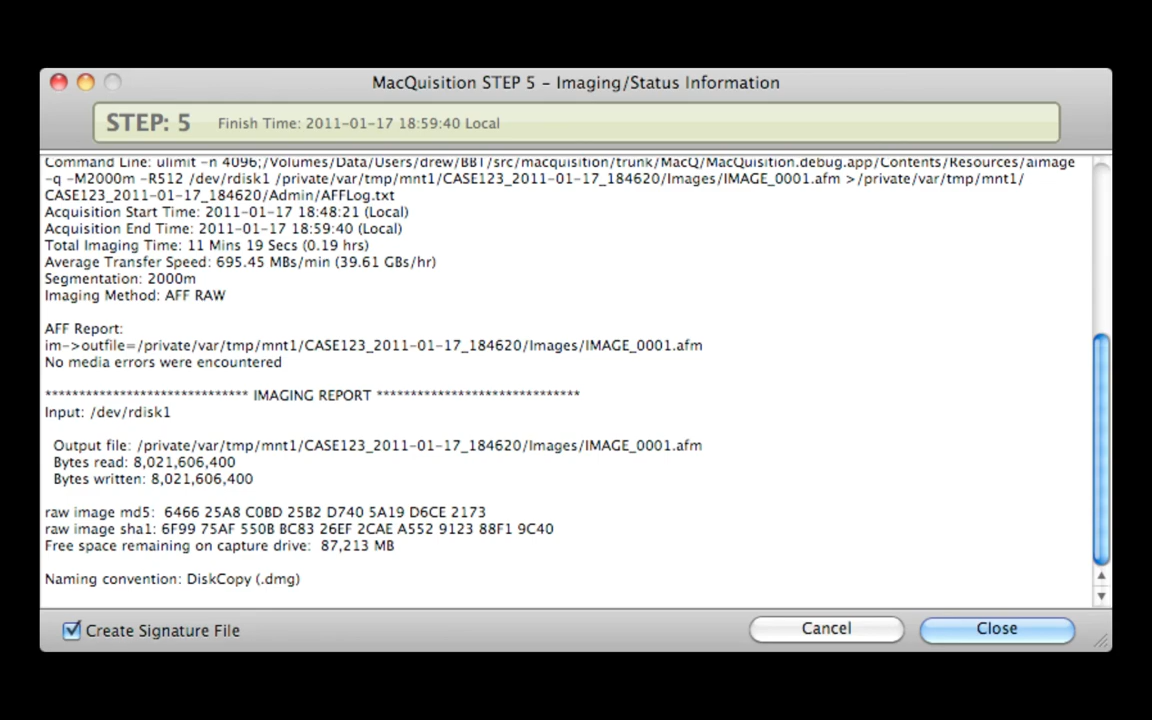 MacQuisition STEP 5 – Imaging/Status Information
STEP: 5 Finish Time: 2011-01-17 18:59:40 Local
Command Line: ulimit -n 4096;/Volumes/Data/Users/drew/BBT/src/macquisition/trunk/MacQ/MacQuisition.debug.app/Contents/Resources/aimage
-q -M2000m -R512 /dev/rdisk1 /private/var/tmp/mnt1/CASE123_2011-01-17_184620/Images/IMAGE_0001.afm >/private/var/tmp/mnt1/
CASE123_2011-01-17_184620/Admin/AFFLog.txt
Acquisition Start Time: 2011-01-17 18:48:21 (Local)
Acquisition End Time: 2011-01-17 18:59:40 (Local)
Total Imaging Time: 11 Mins 19 Secs (0.19 hrs)
Average Transfer Speed: 695.45 MBs/min (39.61 GBs/hr)
Segmentation: 2000m
Imaging Method: AFF RAW
AFF Report:
im->outfile=/private/var/tmp/mnt1/CASE123_2011-01-17_184620/Images/IMAGE_0001.afm
No media errors were encountered
****************************** IMAGING REPORT ******************************
Input: /dev/rdisk1
Output file: /private/var/tmp/mnt1/CASE123_2011-01-17_184620/Images/IMAGE_0001.afm
Bytes read: 8,021,606,400
Bytes written: 8,021,606,400
raw image md5: 6466 25A8 C0BD 25B2 D740 5A19 D6CE 2173
raw image sha1: 6F99 75AF 550B BC83 26EF 2CAE A552 9123 88F1 9C40
Free space remaining on capture drive: 87,213 MB
Naming convention: DiskCopy (.dmg)
Create Signature File
Cancel
Close